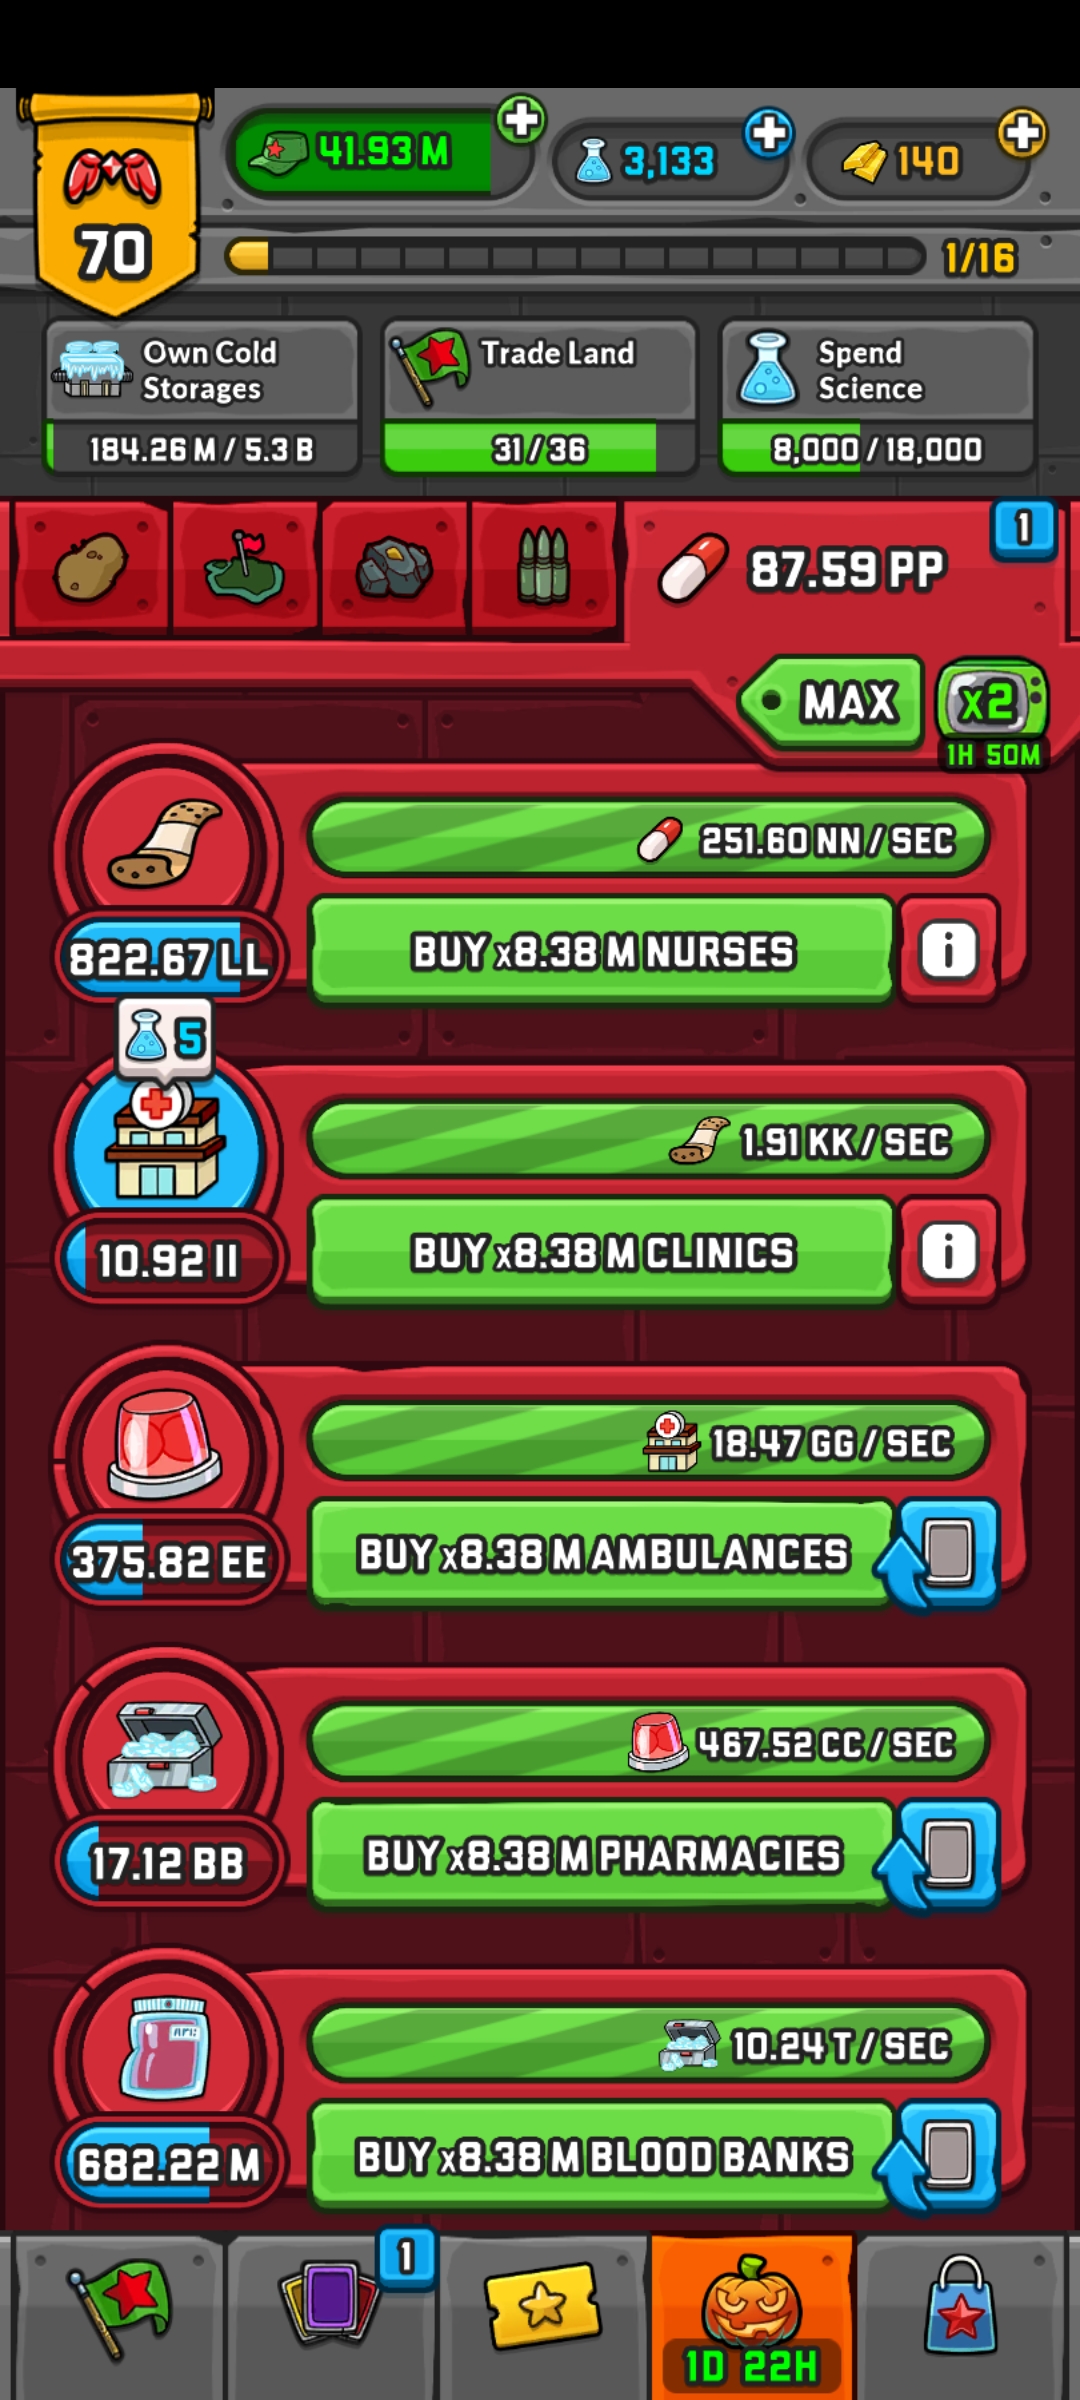 70
41.93 M
3,133
140
1/16
Own Cold
Storages
184.26 M / 5.3 B
Trade Land
31 / 36
Spend
Science
8,000 / 18,000
87.59 PP
1
MAX
x2
1H 50M
251.60 NN / SEC
822.67 LL
BUY x8.38 M NURSES
i
5
1.91 KK / SEC
10.92 II
BUY x8.38 M CLINICS
i
18.47 GG / SEC
375.82 EE
BUY x8.38 M AMBULANCES
467.52 CC / SEC
17.12 BB
BUY x8.38 M PHARMACIES
10.24 T / SEC
682.22 M
BUY x8.38 M BLOOD BANKS
1
1D 22H